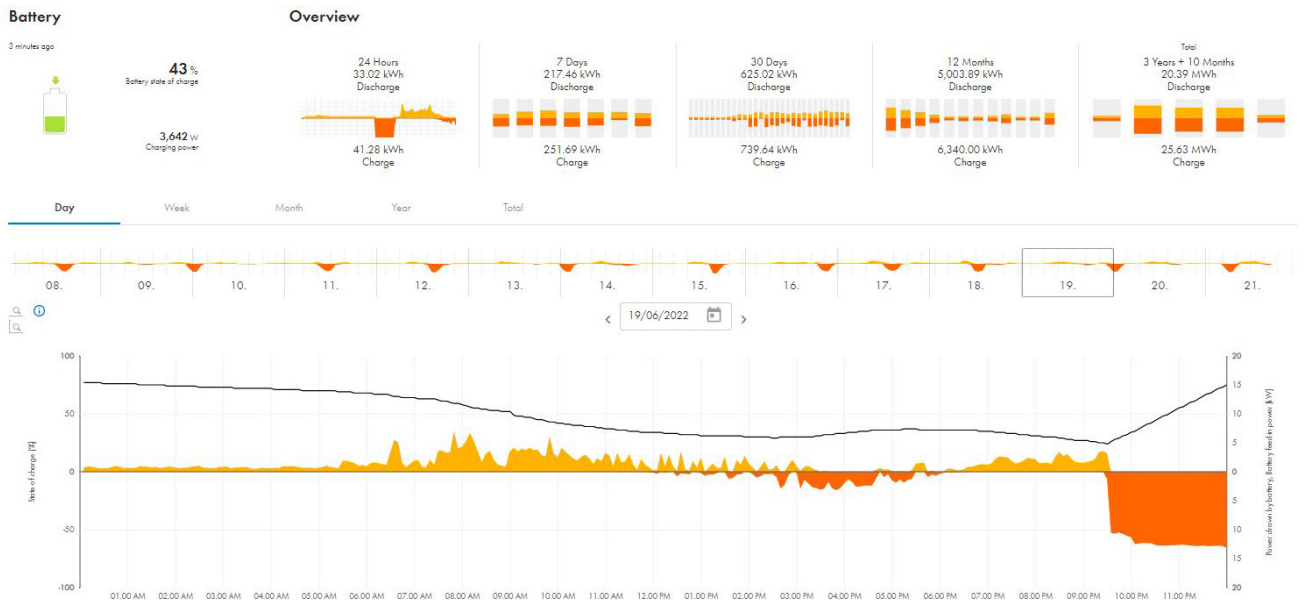 Battery
Overview
3 minutes ago
43 %
Battery state of charge
3,642 W
Charging power
24 Hours
33.02 kWh
Discharge
41.28 kWh
Charge
7 Days
217.46 kWh
Discharge
251.69 kWh
Charge
30 Days
625.02 kWh
Discharge
739.64 kWh
Charge
12 Months
5,003.89 kWh
Discharge
6,340.00 kWh
Charge
Total
3 Years + 10 Months
20.39 MWh
Discharge
25.63 MWh
Charge
Day Week Month Year Total
08. 09. 10. 11. 12. 13. 14. 15. 16. 17. 18. 19. 20. 21.
19/06/2022
State of charge [%]
100
50
0
-50
-100
20
15
10
5
0
5
10
15
20
Power drawn by battery, Battery feed-in power [kW]
01.00 AM 02.00 AM 03.00 AM 04.00 AM 05.00 AM 06.00 AM 07.00 AM 08.00 AM 09.00 AM 10.00 AM 11.00 AM 12.00 PM 01.00 PM 02.00 PM 03.00 PM 04.00 PM 05.00 PM 06.00 PM 07.00 PM 08.00 PM 09.00 PM 10.00 PM 11.00 PM